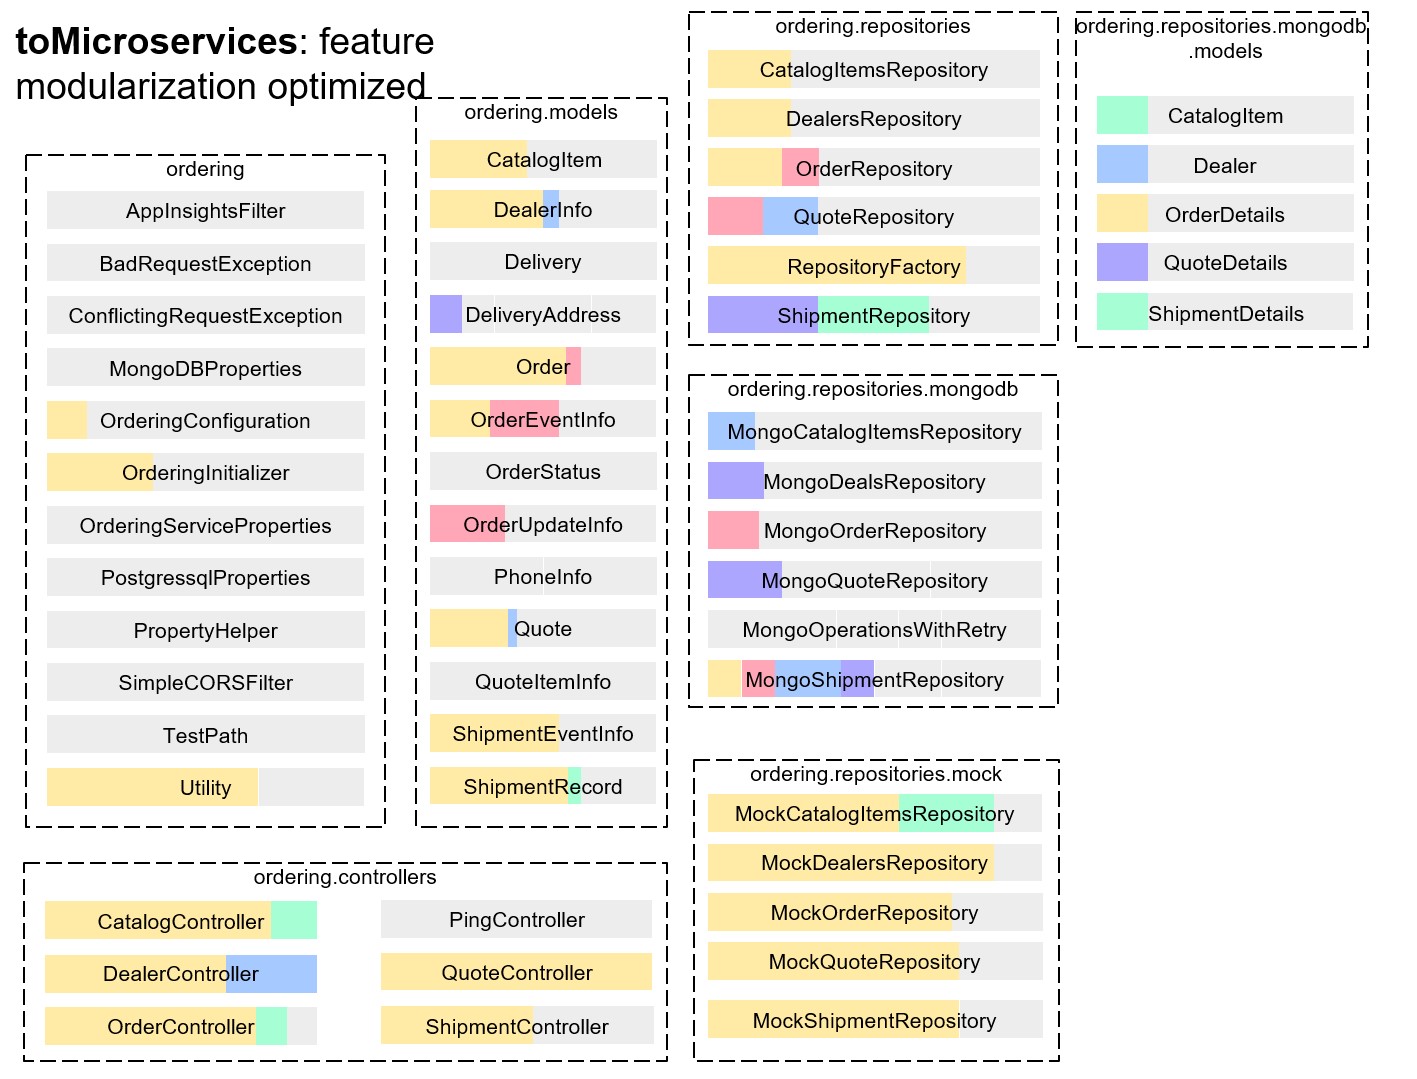 toMicroservices: feature
modularization optimized
ordering
AppInsightsFilter
BadRequestException
ConflictingRequestException
MongoDBProperties
OrderingConfiguration
OrderingInitializer
OrderingServiceProperties
PostgressqlProperties
PropertyHelper
SimpleCORSFilter
TestPath
Utility
ordering.models
CatalogItem
DealerInfo
Delivery
DeliveryAddress
Order
OrderEventInfo
OrderStatus
OrderUpdateInfo
PhoneInfo
Quote
QuoteItemInfo
ShipmentEventInfo
ShipmentRecord
ordering.controllers
CatalogController
DealerController
OrderController
PingController
QuoteController
ShipmentController
ordering.repositories
CatalogItemsRepository
DealersRepository
OrderRepository
QuoteRepository
RepositoryFactory
ShipmentRepository
ordering.repositories.mongodb
.models
CatalogItem
Dealer
OrderDetails
QuoteDetails
ShipmentDetails
ordering.repositories.mongodb
MongoCatalogItemsRepository
MongoDealsRepository
MongoOrderRepository
MongoQuoteRepository
MongoOperationsWithRetry
MongoShipmentRepository
ordering.repositories.mock
MockCatalogItemsRepository
MockDealersRepository
MockOrderRepository
MockQuoteRepository
MockShipmentRepository